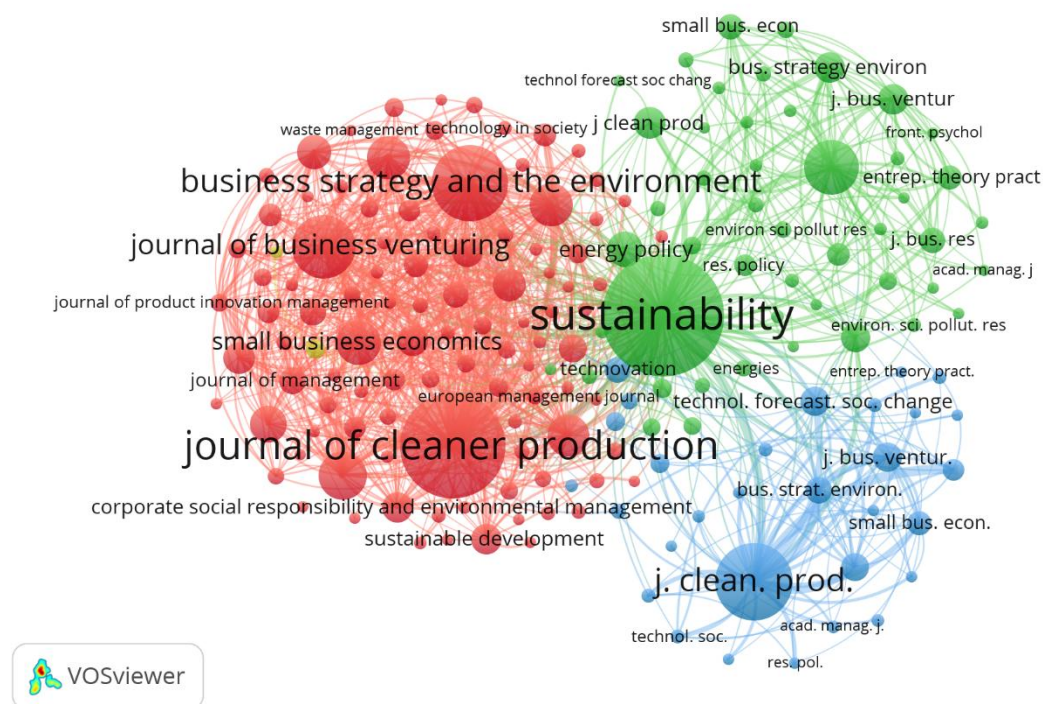 small bus. econ
bus. strategy environ
technol forecast soc chang
j. bus. ventur
waste management
technology in society
j clean prod
front. psychol
business strategy and the environment
entrep. theory pract
journal of business venturing
energy policy
environ sci pollut res
j. bus. res
res. policy
acad. manag. j
journal of product innovation management
sustainability
environ. sci. pollut. res
small business economics
technovation
energies
entrep. theory pract.
journal of management
european management journal
technol. forecast. soc. change
journal of cleaner production
j. bus. ventur.
bus. strat. environ.
corporate social responsibility and environmental management
small bus. econ.
sustainable development
j. clean. prod.
acad. manag. j.
technol. soc.
res. pol.
VOSviewer